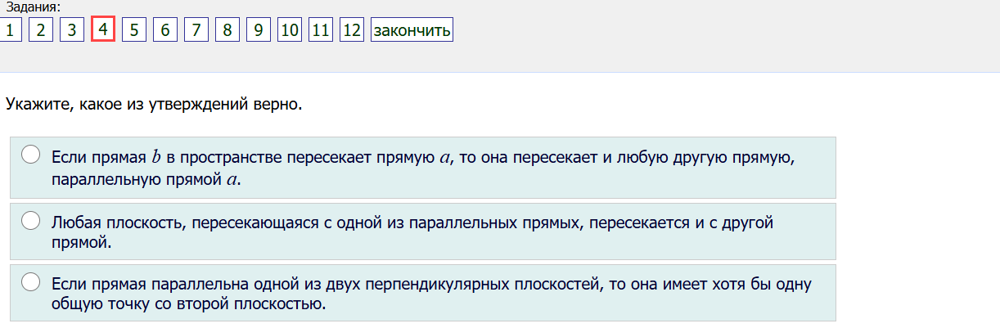 Задания:
1 2 3 4 5 6 7 8 9 10 11 12 закончить
Укажите, какое из утверждений верно.
Если прямая b в пространстве пересекает прямую a, то она пересекает и любую другую прямую,
параллельную прямой a.
Любая плоскость, пересекающаяся с одной из параллельных прямых, пересекается и с другой
прямой.
Если прямая параллельна одной из двух перпендикулярных плоскостей, то она имеет хотя бы одну
общую точку со второй плоскостью.